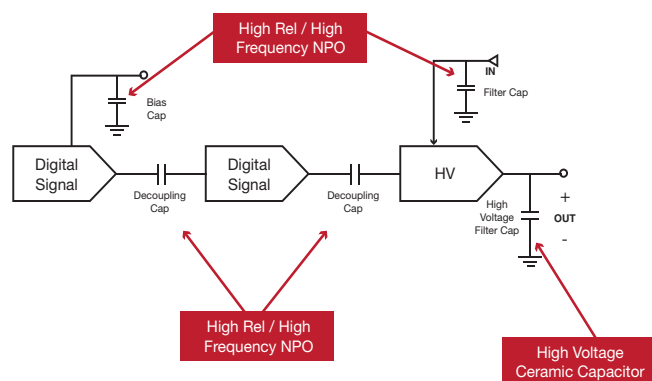 High Rel / High
Frequency NPO
IN
Bias
Cap
Filter Cap
Digital
Signal
Decoupling
Cap
Digital
Signal
Decoupling
Cap
HV
High
Voltage
Filter Cap
+
OUT
-
High Rel / High
Frequency NPO
High Voltage
Ceramic Capacitor